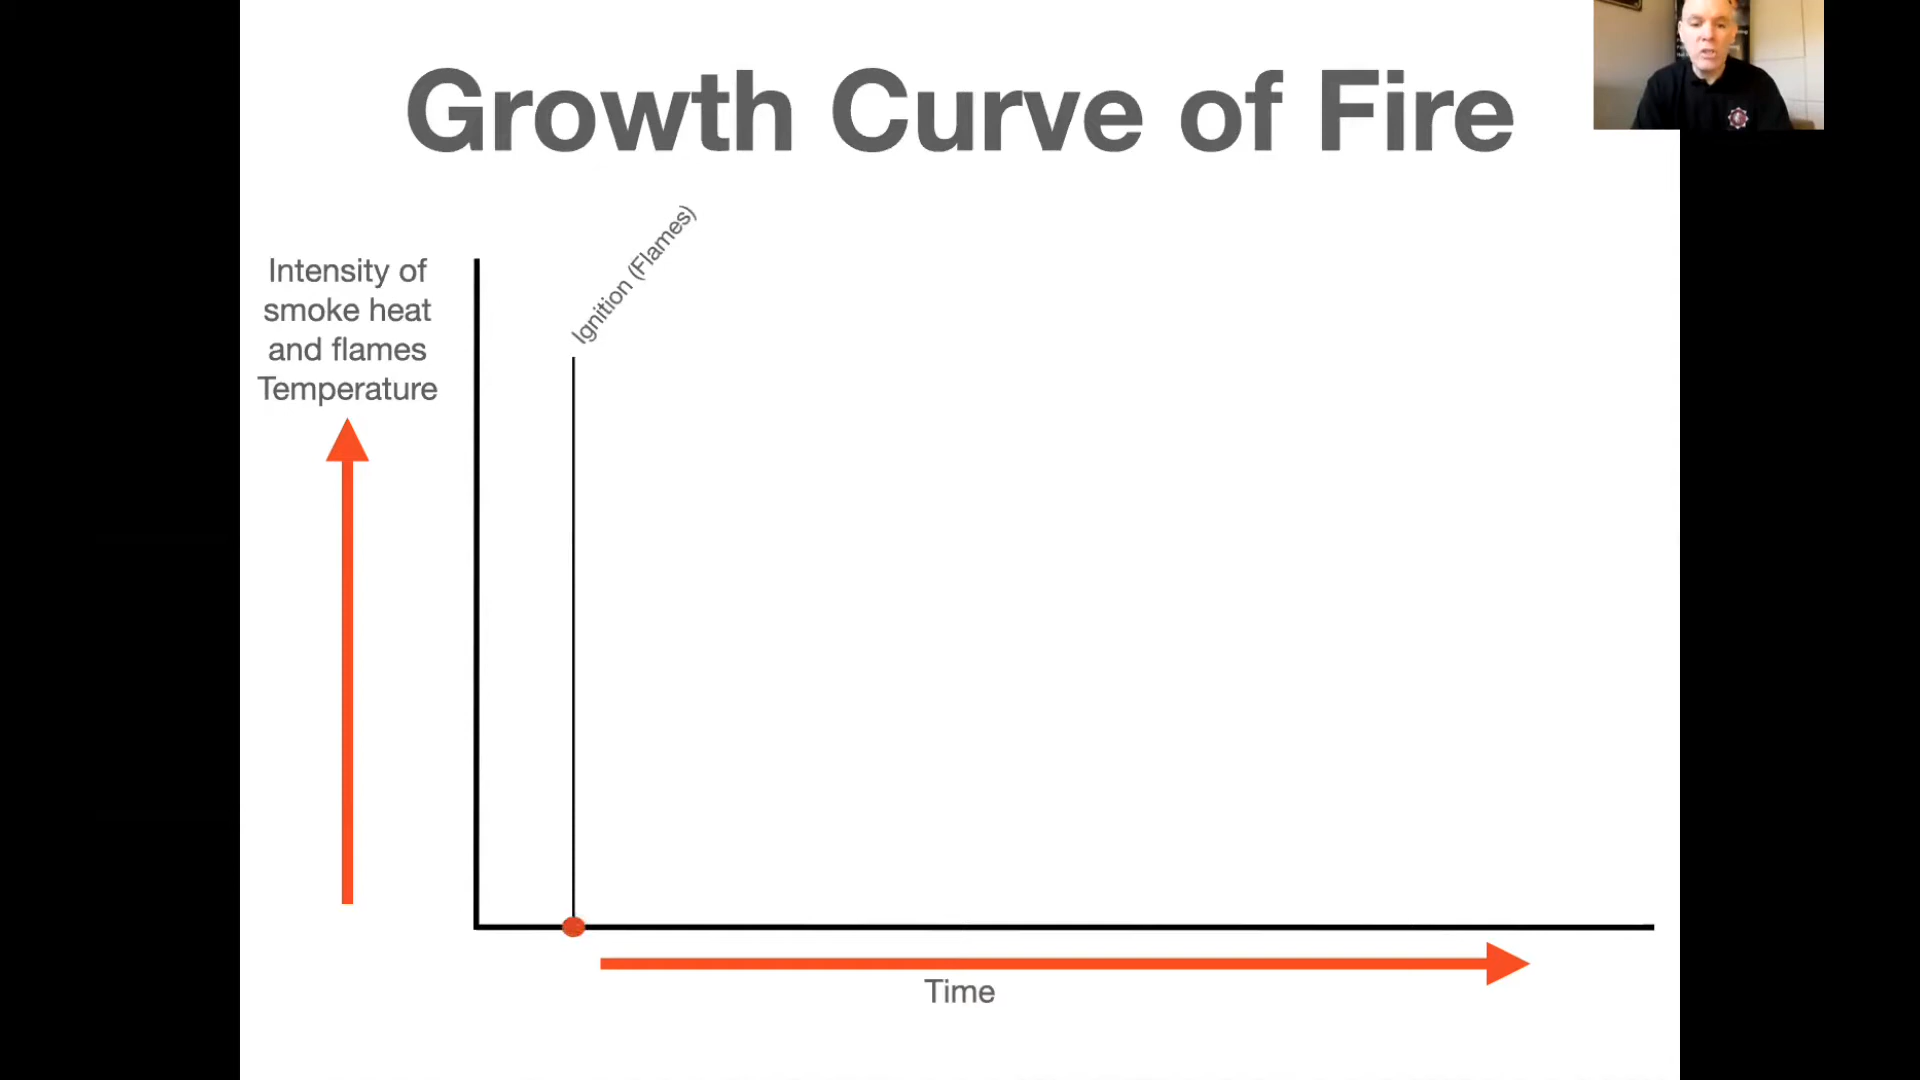 Growth Curve of Fire
Ignition (Flames)
Intensity of
smoke heat
and flames
Temperature
Time